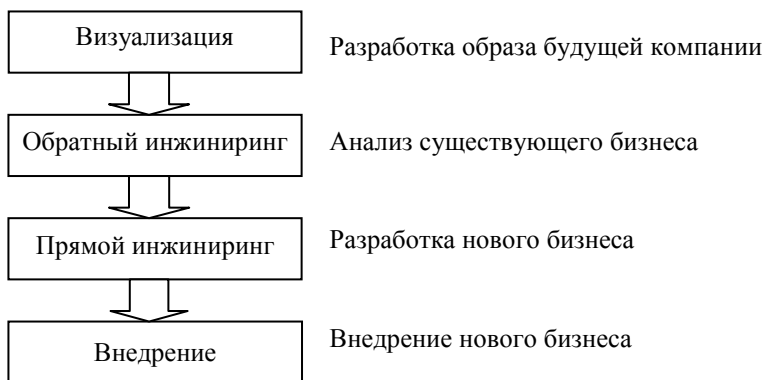 Визуализация
Разработка образа будущей компании
Обратный инжиниринг
Анализ существующего бизнеса
Прямой инжиниринг
Разработка нового бизнеса
Внедрение
Внедрение нового бизнеса